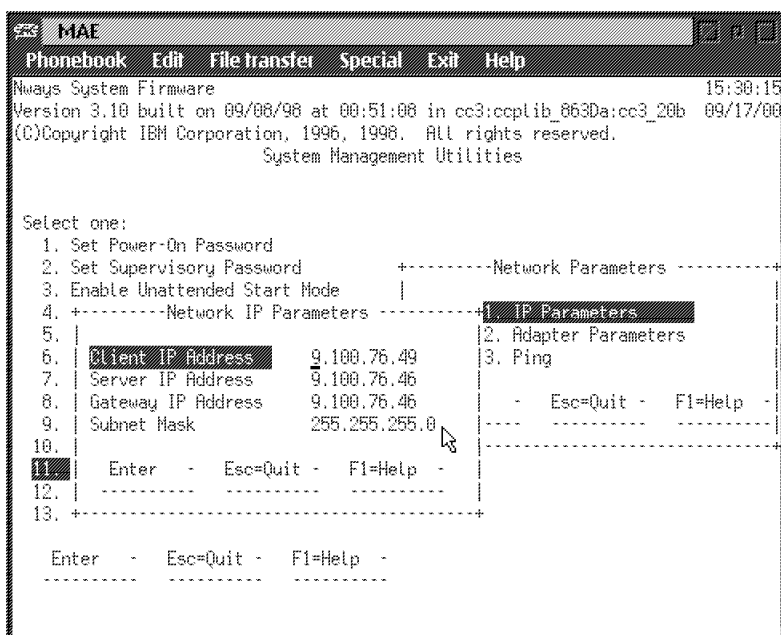 MAE
Phonebook Edit File transfer Special Exit Help
Nways System Firmware 15:30:15
Version 3.10 built on 09/08/98 at 00:51:08 in cc3:ccplib_863Da:cc3_20b 09/17/00
(C)Copyright IBM Corporation, 1996, 1998. All rights reserved.
System Management Utilities
Select one:
1. Set Power-On Password
2. Set Supervisory Password
3. Enable Unattended Start Mode
4.
5.
6.
7.
8.
9.
10.
11.
12.
13.
Network Parameters
1. IP Parameters
2. Adapter Parameters
3. Ping
- Esc=Quit - F1=Help -
Network IP Parameters
Client IP Address 9.100.76.49
Server IP Address 9.100.76.46
Gateway IP Address 9.100.76.46
Subnet Mask 255.255.255.0
Enter - Esc=Quit - F1=Help -
Enter - Esc=Quit - F1=Help -